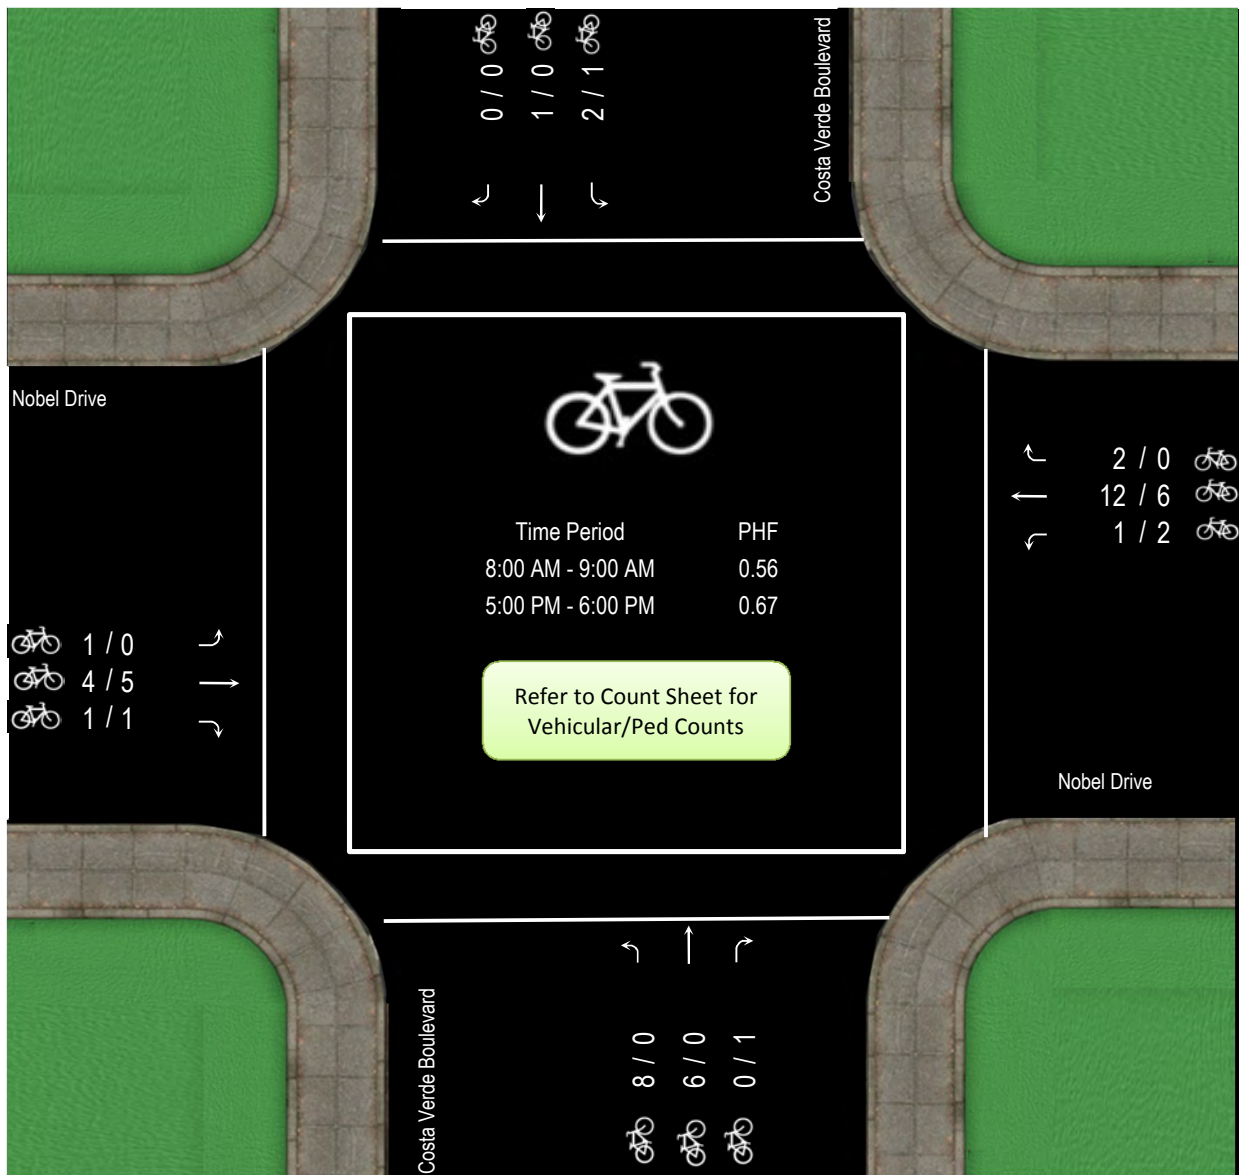 0 / 0
1 / 0
2 / 1
Costa Verde Boulevard
Nobel Drive
2 / 0
12 / 6
1 / 2
Time Period PHF
8:00 AM - 9:00 AM 0.56
5:00 PM - 6:00 PM 0.67
1 / 0
4 / 5
1 / 1
Refer to Count Sheet for
Vehicular/Ped Counts
Nobel Drive
Costa Verde Boulevard
8 / 0
6 / 0
0 / 1